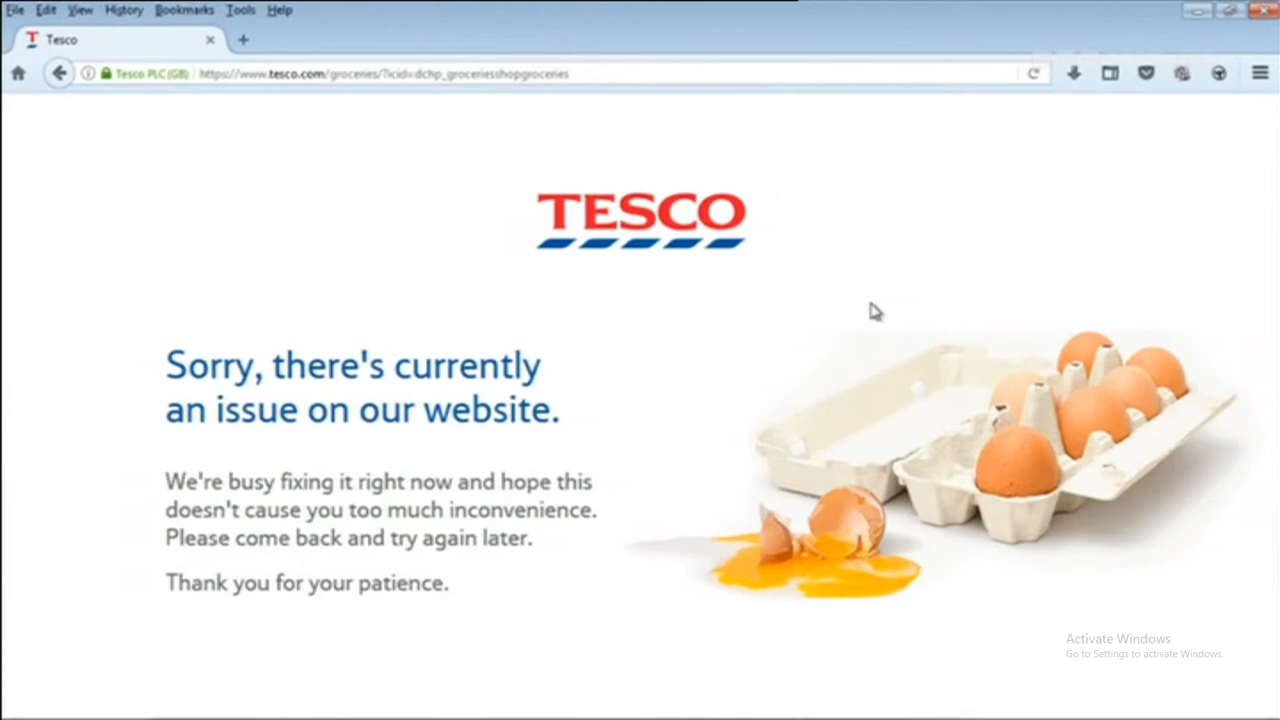 File Edit View History Bookmarks Tools Help
Tesco
Tesco PLC (GB) https://www.tesco.com/groceries/?icid=dchp_groceriesshopgroceries
TESCO
Sorry, there's currently
an issue on our website.
We're busy fixing it right now and hope this
doesn't cause you too much inconvenience.
Please come back and try again later.
Thank you for your patience.
Activate Windows
Go to Settings to activate Windows.